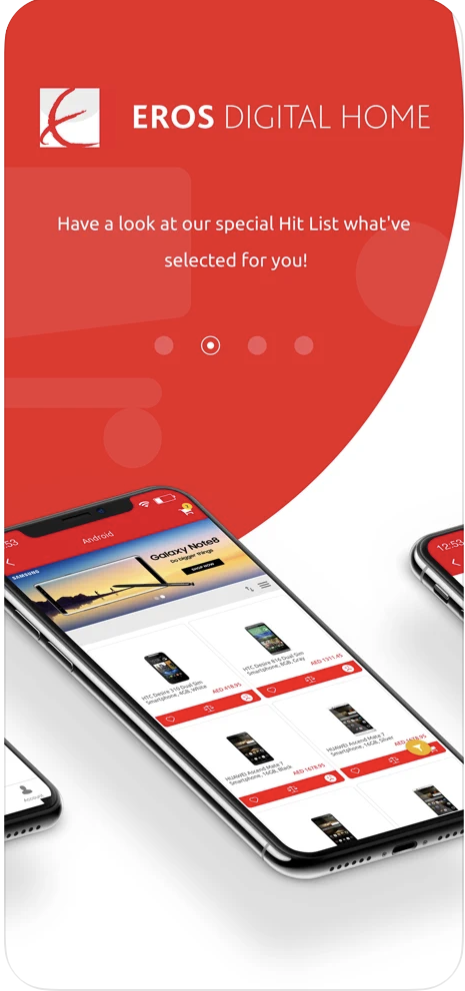 EROS DIGITAL HOME
Have a look at our special Hit List what've
selected for you!
Android
SAMSUNG
Galaxy Note8
Do bigger things
SHOP NOW
HTC Desire 816 Dual Sim
Smartphone, 8GB, Gray
AED 1311.45
HTC Desire 310 Dual Sim
Smartphone, 4GB, White
AED 818.95
HUAWEI Ascend Mate 7
Smartphone, 16GB, Silver
AED 1678.95
HUAWEI Ascend Mate 7
Smartphone, 16GB, Black
AED 1678.95
12:53